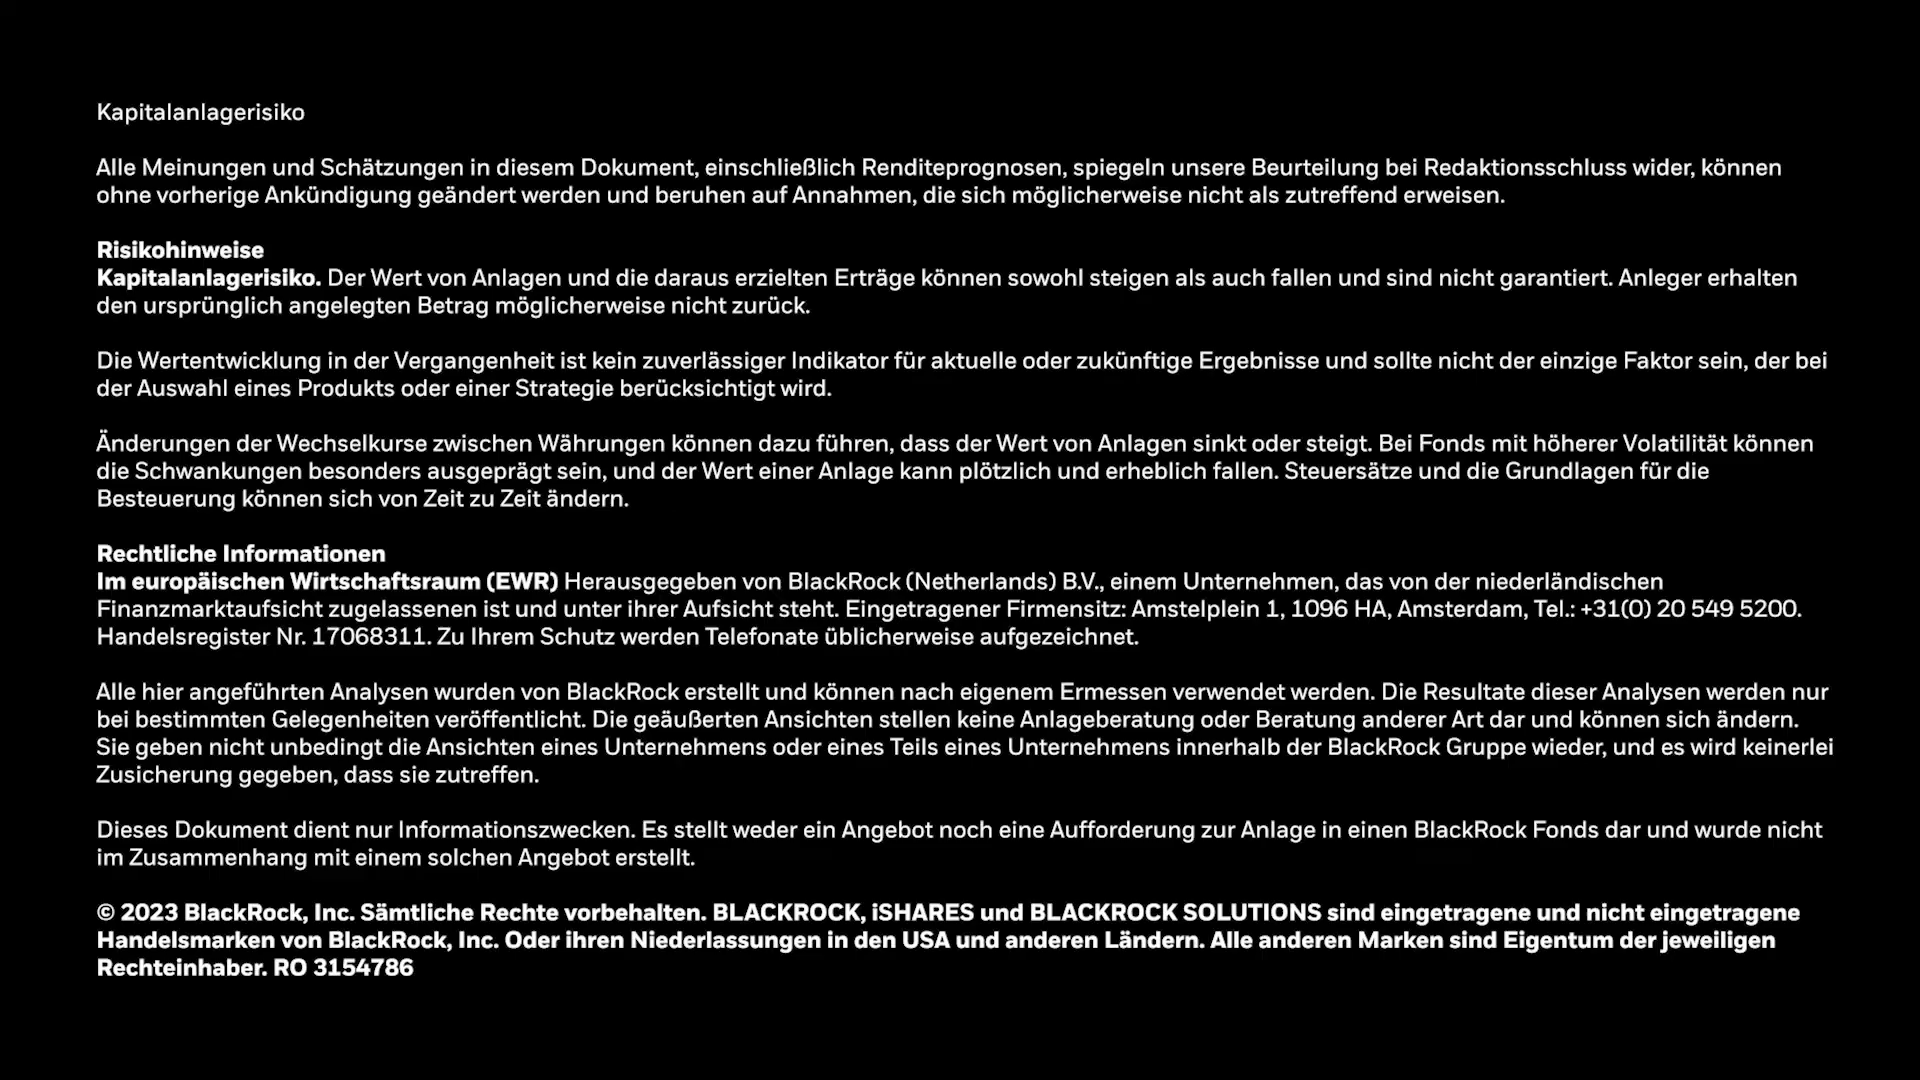 Kapitalanlagerisiko
Alle Meinungen und Schätzungen in diesem Dokument, einschließlich Renditeprognosen, spiegeln unsere Beurteilung bei Redaktionsschluss wider, können
ohne vorherige Ankündigung geändert werden und beruhen auf Annahmen, die sich möglicherweise nicht als zutreffend erweisen.
Risikohinweise
Kapitalanlagerisiko. Der Wert von Anlagen und die daraus erzielten Erträge können sowohl steigen als auch fallen und sind nicht garantiert. Anleger erhalten
den ursprünglich angelegten Betrag möglicherweise nicht zurück.
Die Wertentwicklung in der Vergangenheit ist kein zuverlässiger Indikator für aktuelle oder zukünftige Ergebnisse und sollte nicht der einzige Faktor sein, der bei
der Auswahl eines Produkts oder einer Strategie berücksichtigt wird.
Änderungen der Wechselkurse zwischen Währungen können dazu führen, dass der Wert von Anlagen sinkt oder steigt. Bei Fonds mit höherer Volatilität können
die Schwankungen besonders ausgeprägt sein, und der Wert einer Anlage kann plötzlich und erheblich fallen. Steuersätze und die Grundlagen für die
Besteuerung können sich von Zeit zu Zeit ändern.
Rechtliche Informationen
Im europäischen Wirtschaftsraum (EWR) Herausgegeben von BlackRock (Netherlands) B.V., einem Unternehmen, das von der niederländischen
Finanzmarktaufsicht zugelassenen ist und unter ihrer Aufsicht steht. Eingetragener Firmensitz: Amstelplein 1, 1096 HA, Amsterdam, Tel.: +31(0) 20 549 5200.
Handelsregister Nr. 17068311. Zu Ihrem Schutz werden Telefonate üblicherweise aufgezeichnet.
Alle hier angeführten Analysen wurden von BlackRock erstellt und können nach eigenem Ermessen verwendet werden. Die Resultate dieser Analysen werden nur
bei bestimmten Gelegenheiten veröffentlicht. Die geäußerten Ansichten stellen keine Anlageberatung oder Beratung anderer Art dar und können sich ändern.
Sie geben nicht unbedingt die Ansichten eines Unternehmens oder eines Teils eines Unternehmens innerhalb der BlackRock Gruppe wieder, und es wird keinerlei
Zusicherung gegeben, dass sie zutreffen.
Dieses Dokument dient nur Informationszwecken. Es stellt weder ein Angebot noch eine Aufforderung zur Anlage in einen BlackRock Fonds dar und wurde nicht
im Zusammenhang mit einem solchen Angebot erstellt.
© 2023 BlackRock, Inc. Sämtliche Rechte vorbehalten. BLACKROCK, iSHARES und BLACKROCK SOLUTIONS sind eingetragene und nicht eingetragene
Handelsmarken von BlackRock, Inc. Oder ihren Niederlassungen in den USA und anderen Ländern. Alle anderen Marken sind Eigentum der jeweiligen
Rechteinhaber. RO 3154786